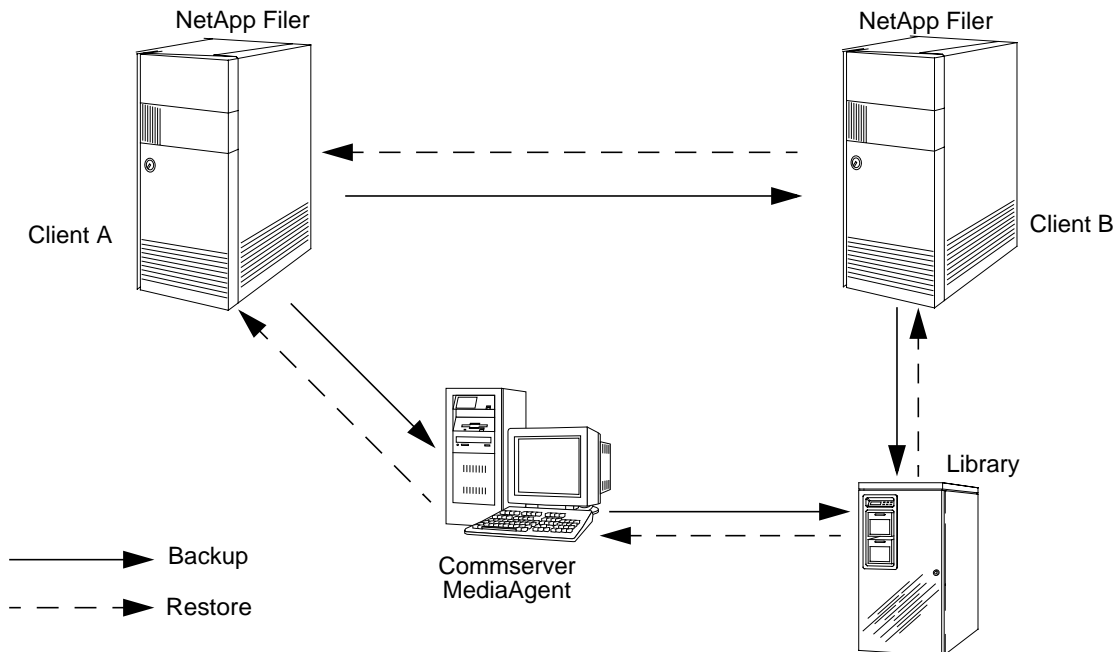 NetApp Filer
NetApp Filer
Client A
Client B
Library
Commserver
MediaAgent
Backup
Restore